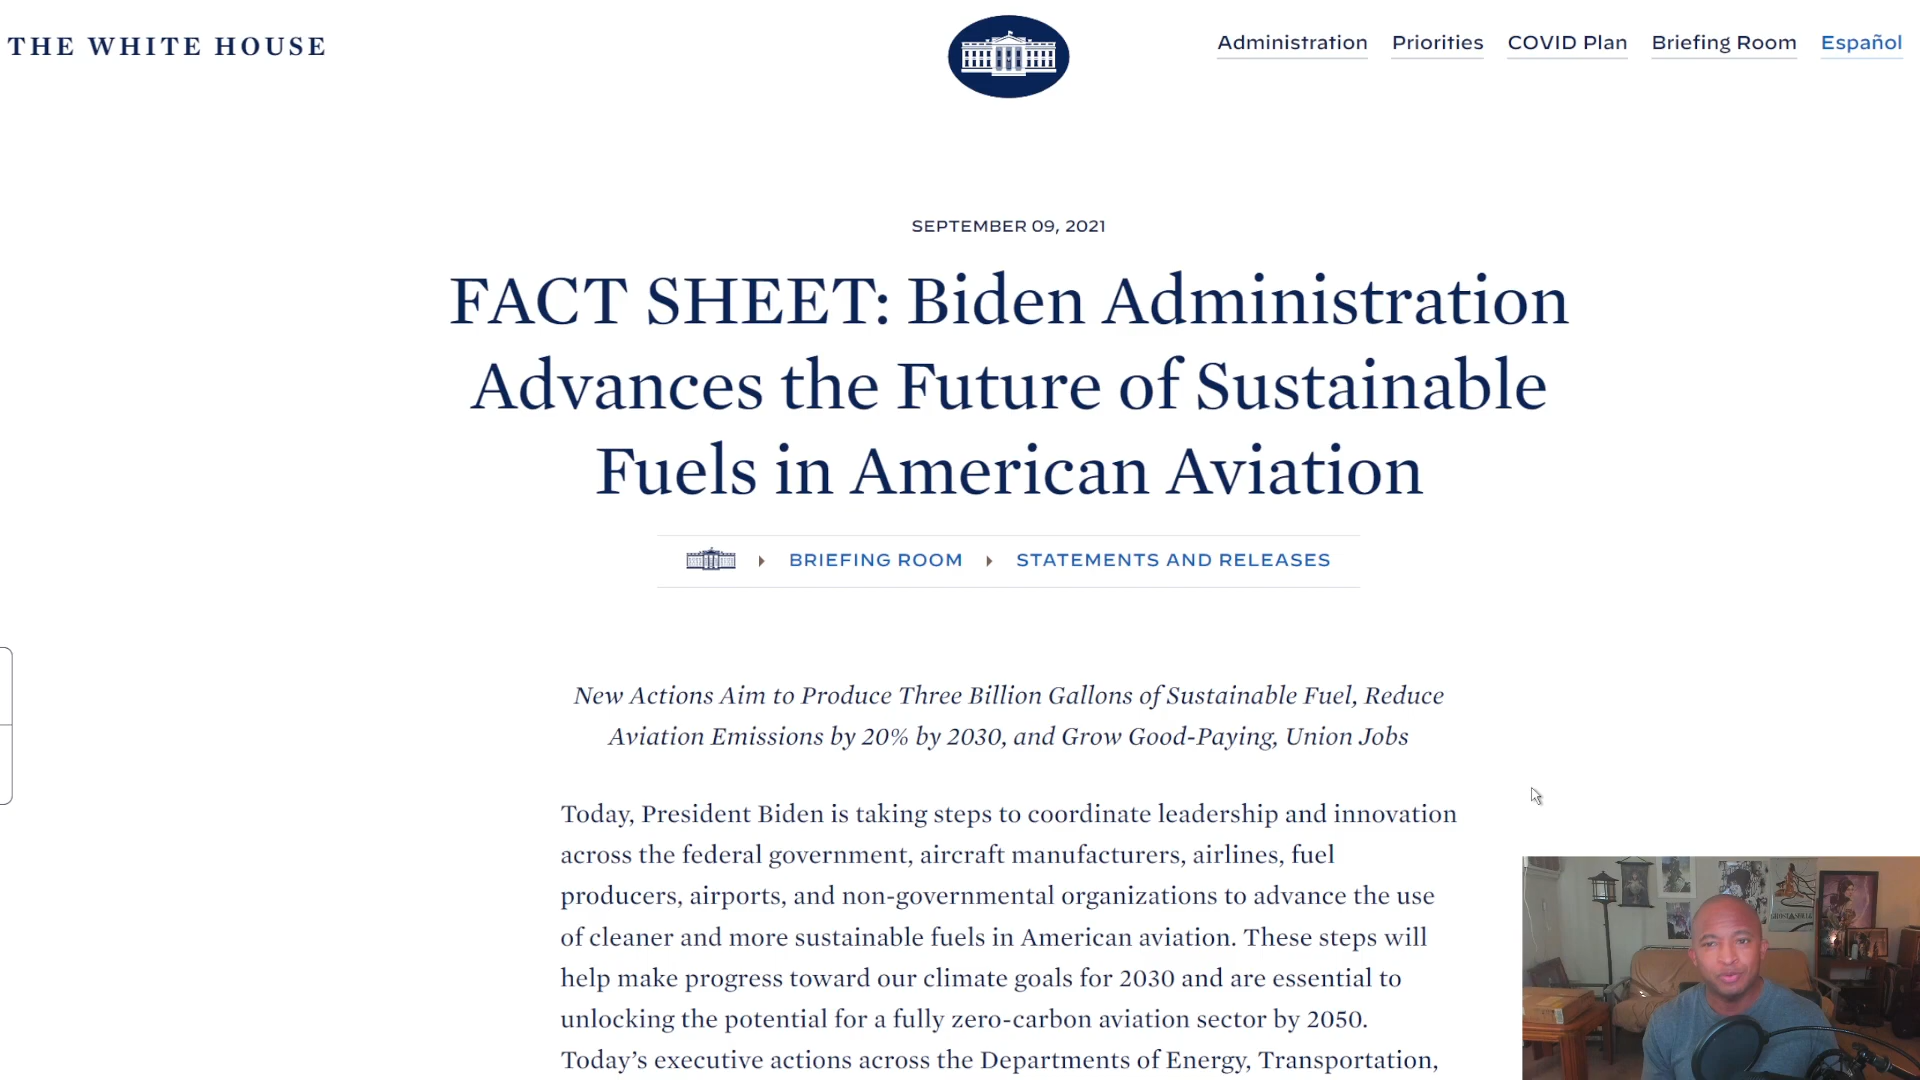 THE WHITE HOUSE
Administration Priorities COVID Plan Briefing Room Español
SEPTEMBER 09, 2021
FACT SHEET: Biden Administration
Advances the Future of Sustainable
Fuels in American Aviation
BRIEFING ROOM STATEMENTS AND RELEASES
New Actions Aim to Produce Three Billion Gallons of Sustainable Fuel, Reduce
Aviation Emissions by 20% by 2030, and Grow Good-Paying, Union Jobs
Today, President Biden is taking steps to coordinate leadership and innovation
across the federal government, aircraft manufacturers, airlines, fuel
producers, airports, and non-governmental organizations to advance the use
of cleaner and more sustainable fuels in American aviation. These steps will
help make progress toward our climate goals for 2030 and are essential to
unlocking the potential for a fully zero-carbon aviation sector by 2050.
Today’s executive actions across the Departments of Energy, Transportation,